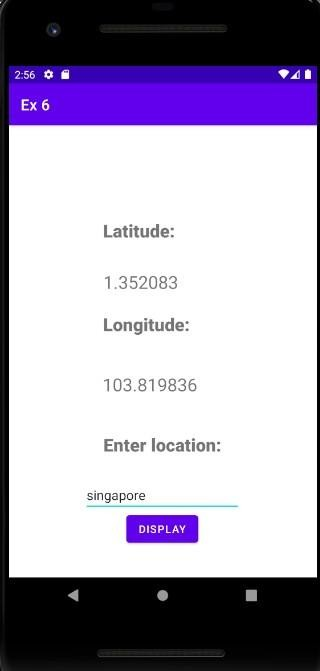 2:56
Ex 6
Latitude:
1.352083
Longitude:
103.819836
Enter location:
singapore
DISPLAY